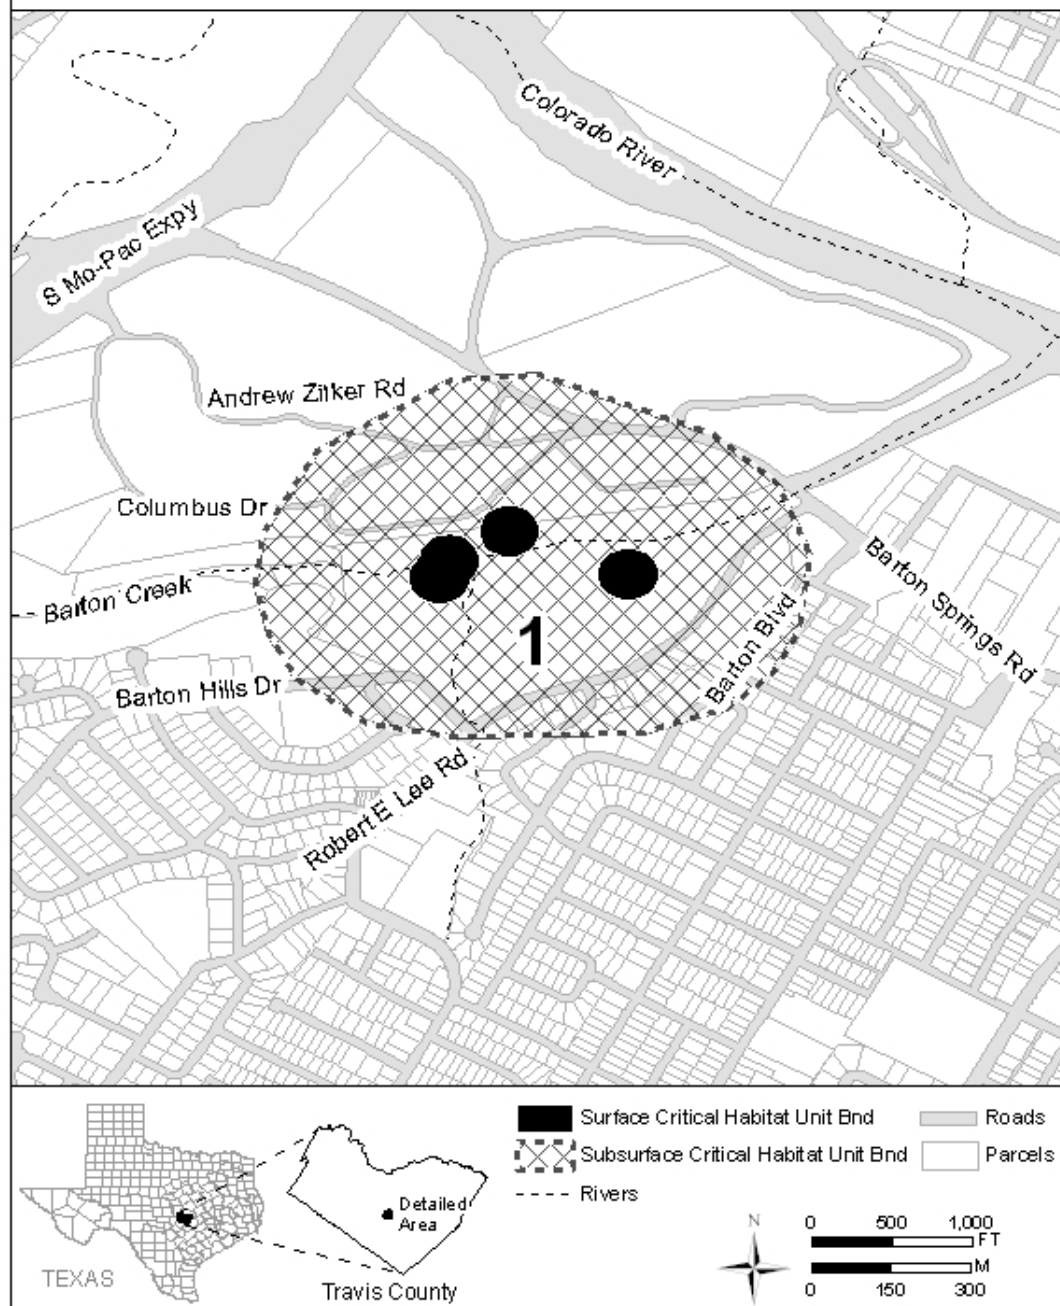 Colorado River
S Mo-Pac Expy
Andrew Zilker Rd
Columbus Dr
Barton Creek
Barton Springs Rd
1
Barton Blvd
Barton Hills Dr
Robert E Lee Rd
Surface Critical Habitat Unit Bnd
Roads
Subsurface Critical Habitat Unit Bnd
Parcels
Rivers
Detailed
Area
TEXAS
Travis County
N
0 500 1,000
FT
M
0 150 300